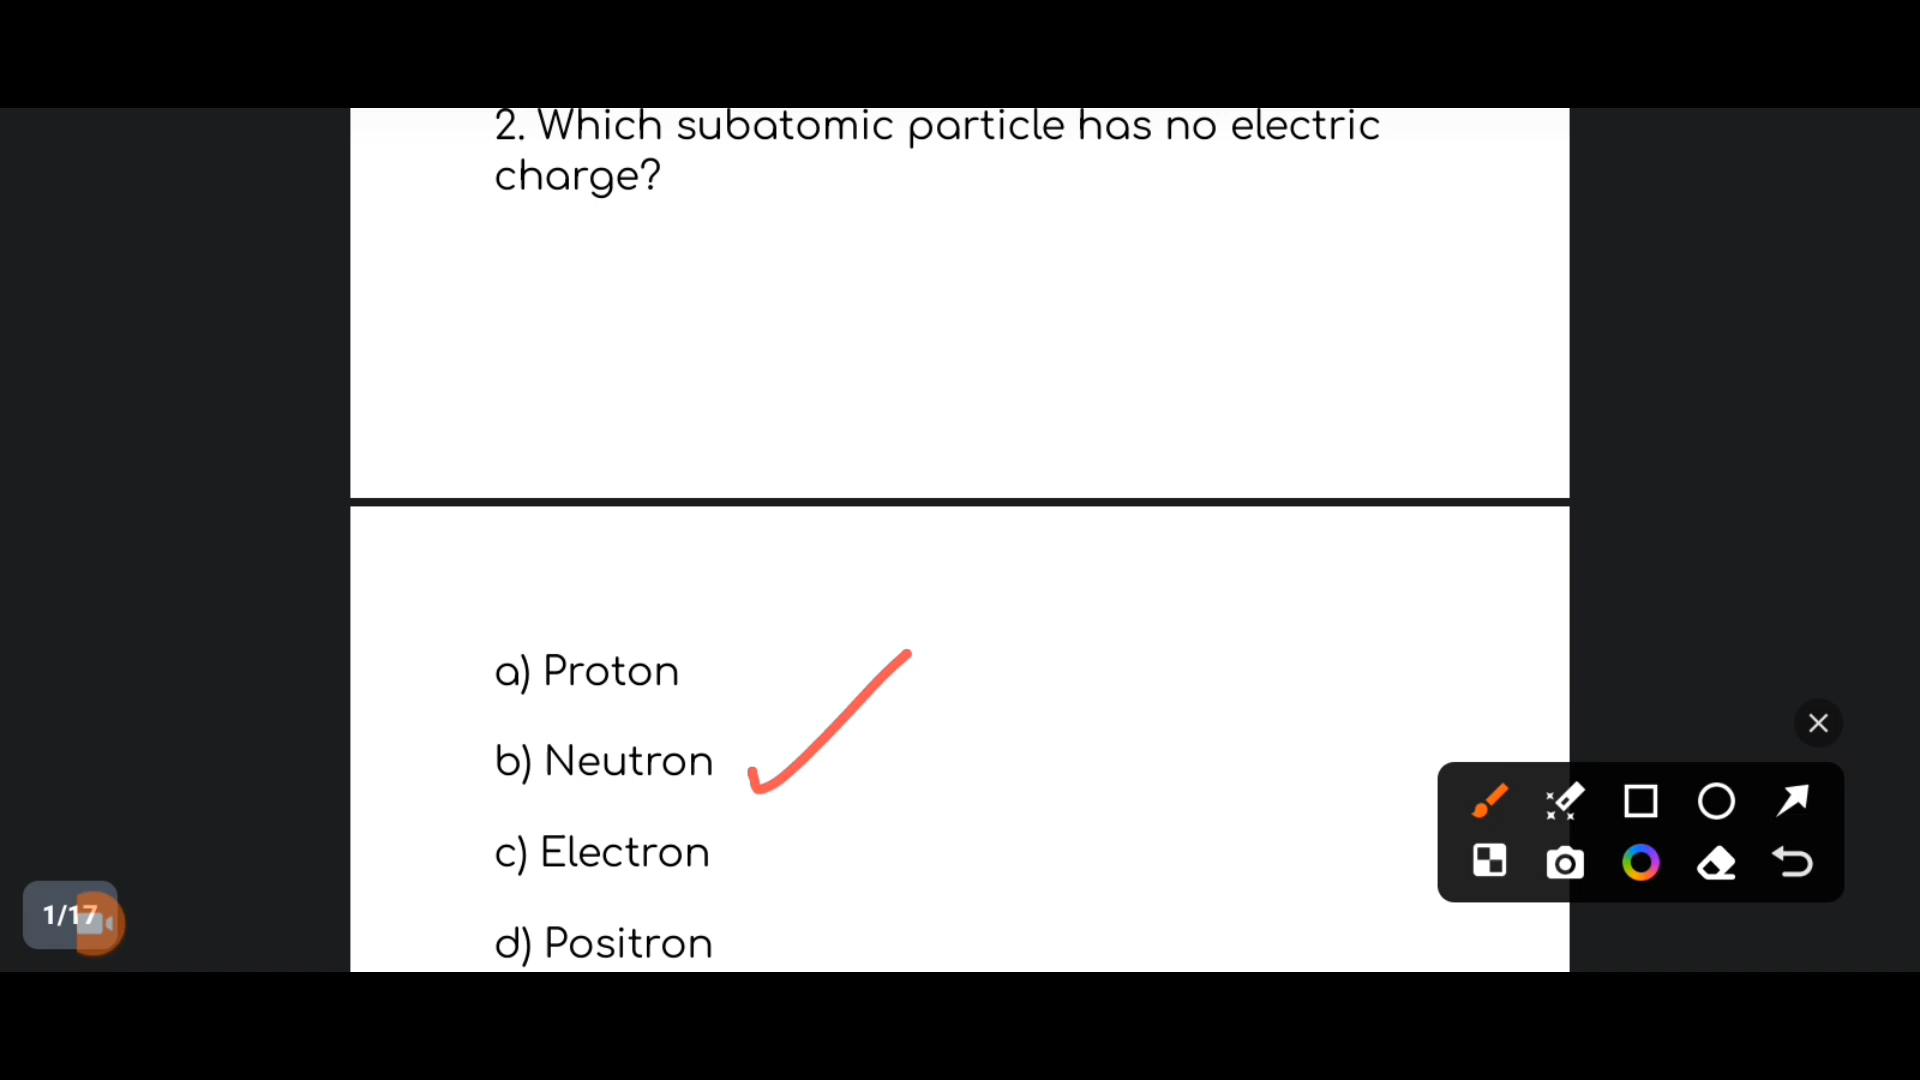 2. Which subatomic particle has no electric
charge?
a) Proton
b) Neutron
c) Electron
d) Positron
1/17